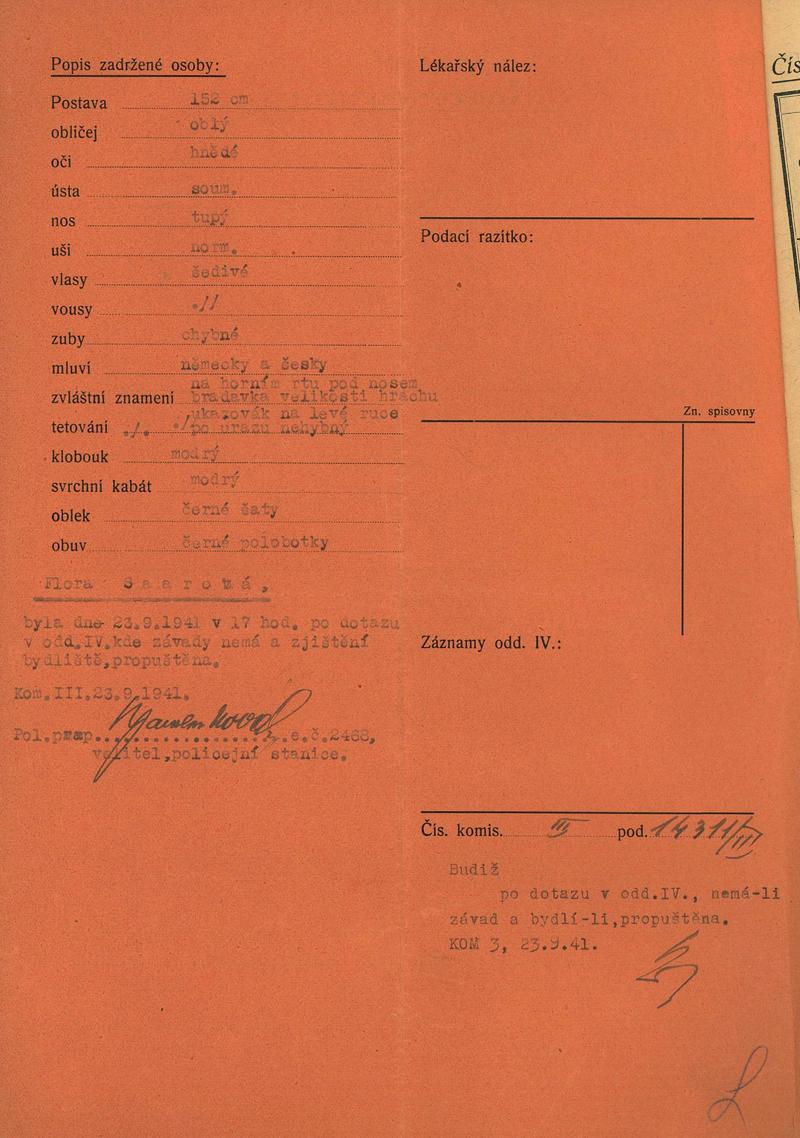 Popis zadržené osoby:
Postava 152 cm
obličej oblý
oči hnědé
ústa soum.
nos tupý
uši norm.
vlasy šedivé
vousy ·//
zuby chybné
mluví německy a česky
na horním rtu pod nosem
zvláštní znamení bradavka velikosti hrachu
,ukazovák na levé ruce
tetování ./. po úrazu nehybný
klobouk modrý
svrchní kabát modrý
oblek černé šaty
obuv černé polobotky
Flora
byla dne 23.9.1941 v 17 hod. po dotazu
v odd.IV.kde závady nemá a zjištění
bydliště,propuštěna.
Kom.III.23.9.1941.
Pol. .e.č.2468,
velitel,policejní stanice.
Lékařský nález:
Podací razítko:
Zn. spisovny
Záznamy odd. IV.:
Čís. komis. III pod. 14311/III
Budiž
po dotazu v odd.IV., nemá-li
závad a bydlí-li,propuštěna.
KOM 3, 23.9.41.
Čís